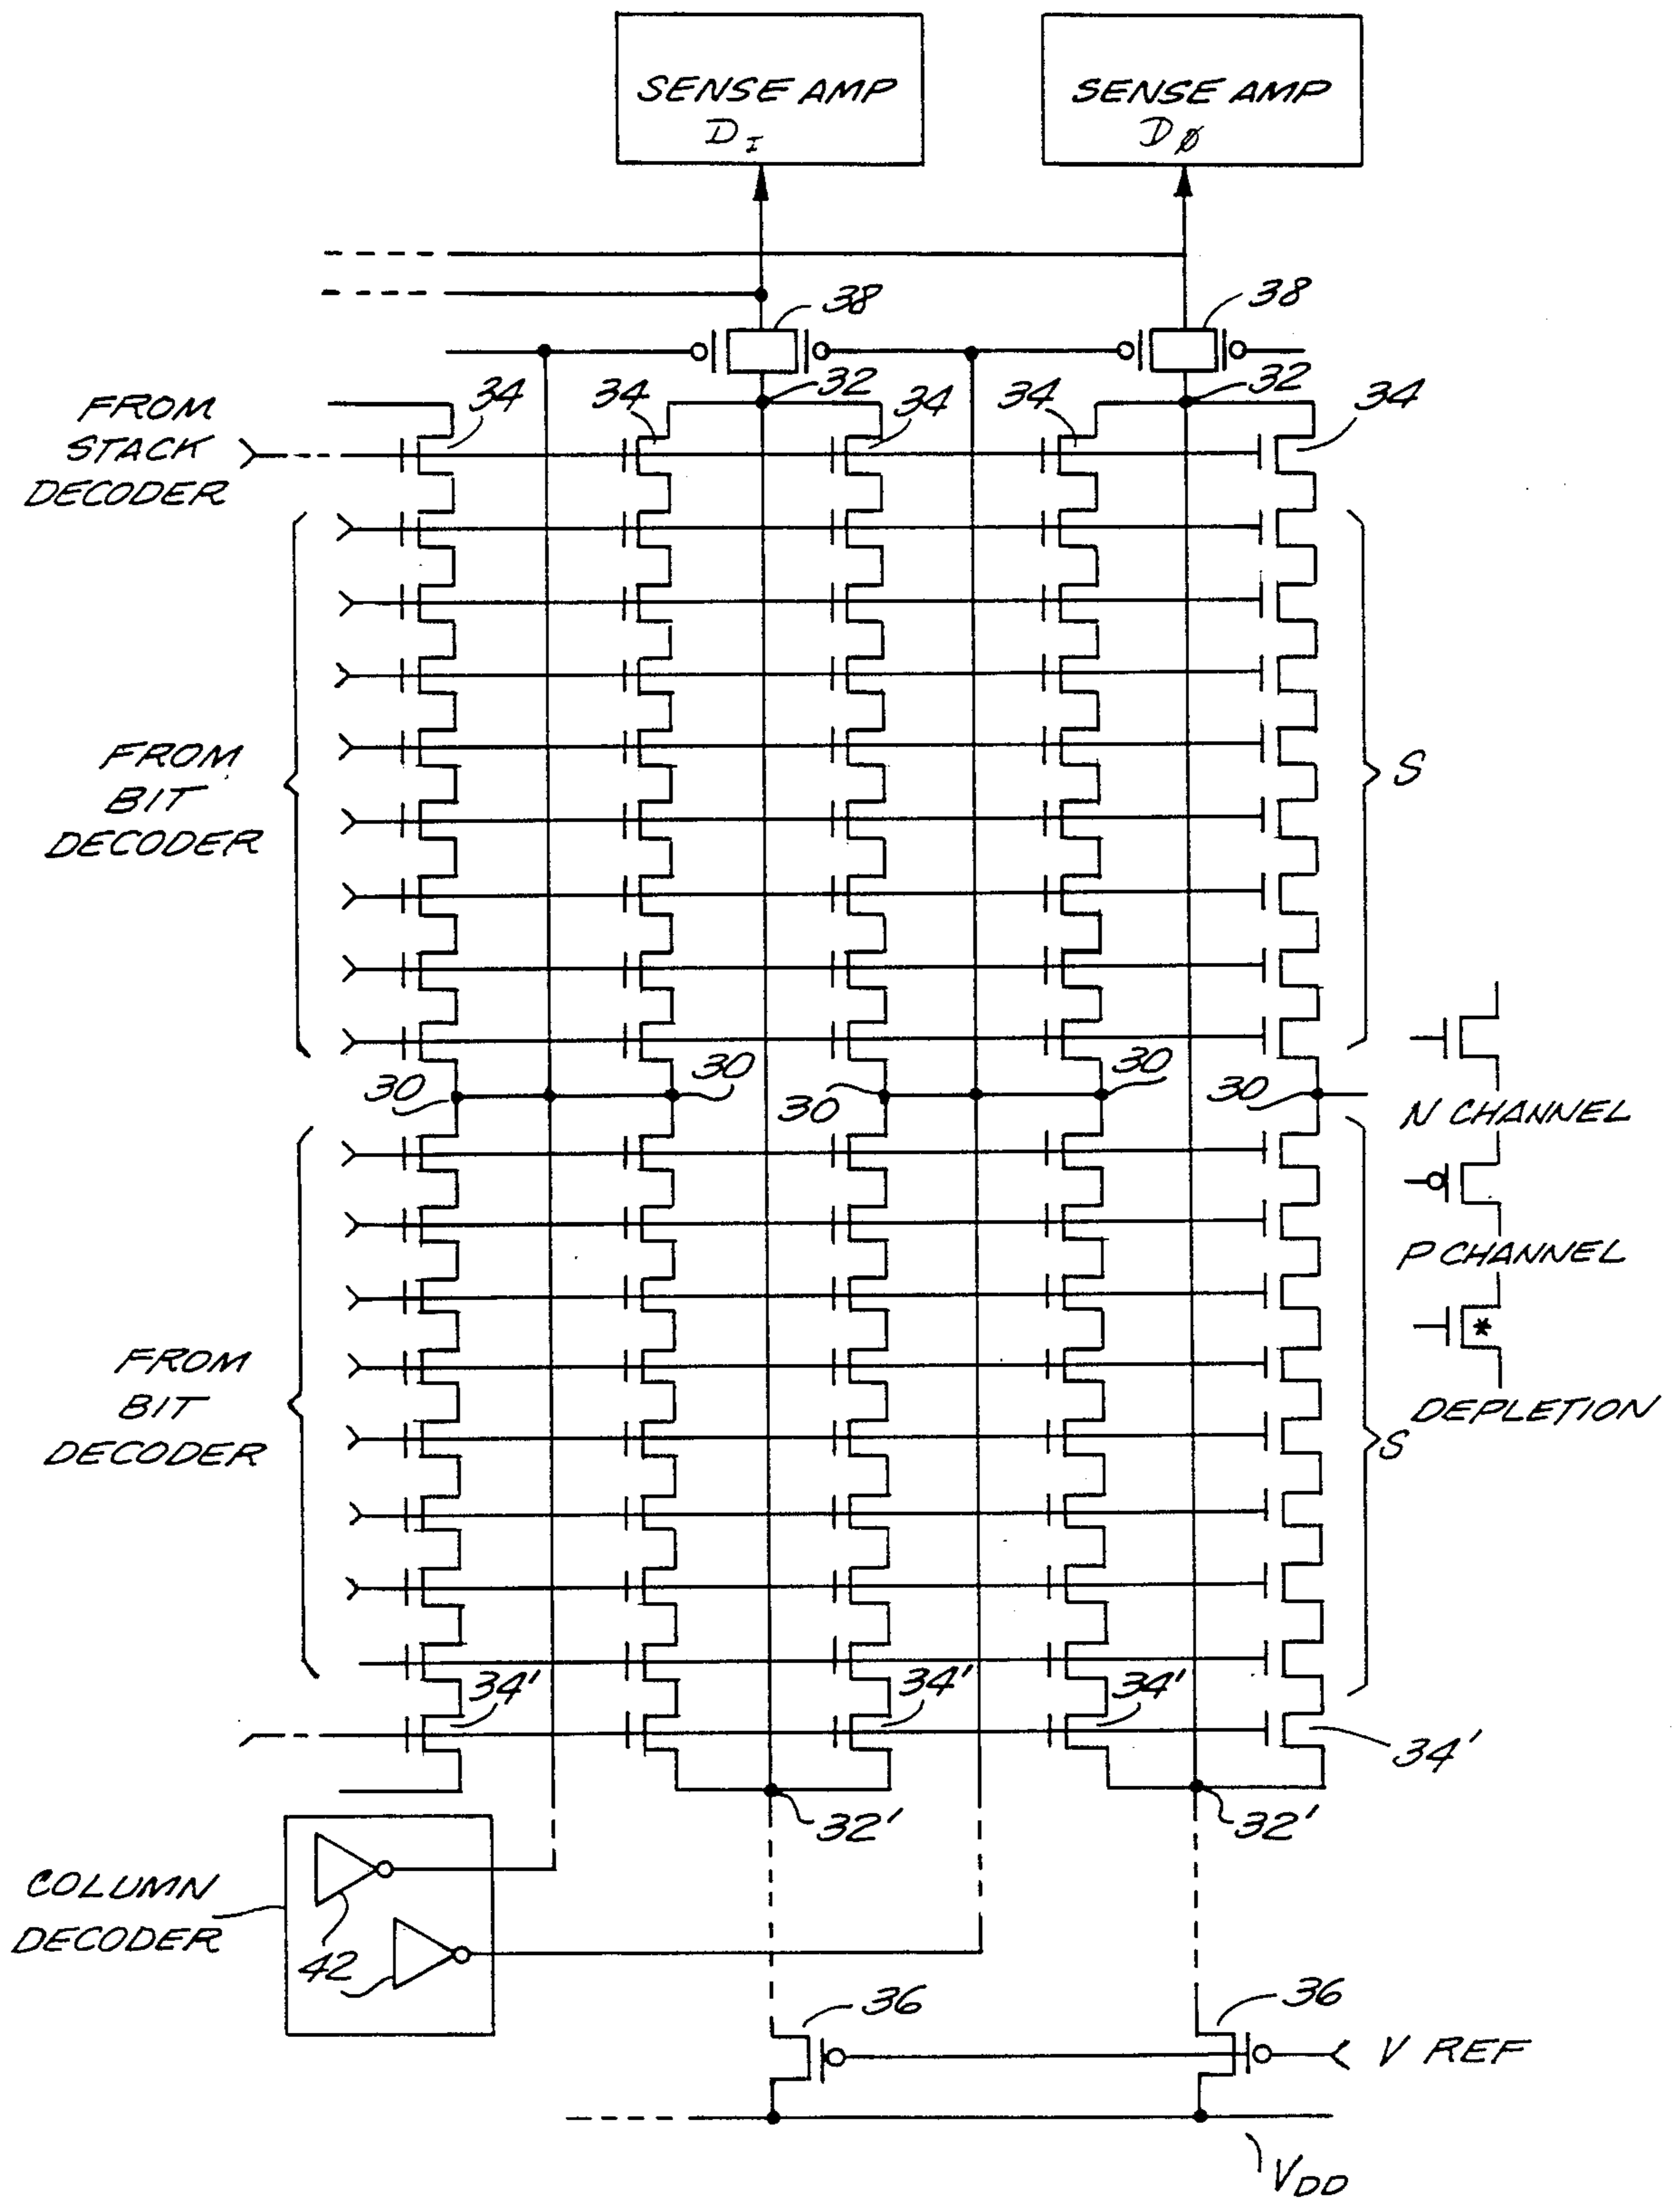 SENSE AMP
D I
SENSE AMP
D Ø
38
38
32
32
34
34
34
34
34
FROM
STACK
DECODER
FROM
BIT
DECODER
S
30
30
30
30
30
N CHANNEL
P CHANNEL
*
DEPLETION
FROM
BIT
DECODER
S
34'
34'
34'
34'
32'
32'
COLUMN
DECODER
42
36
36
V REF
VDD